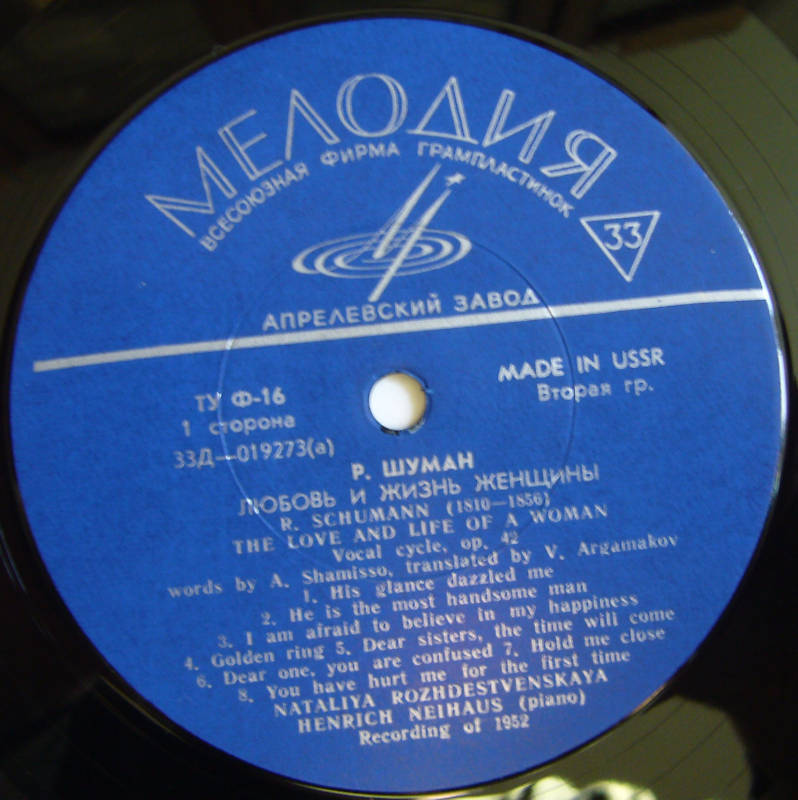 МЕЛОДИЯ
ВСЕСОЮЗНАЯ ФИРМА ГРАМПЛАСТИНОК
33
АПРЕЛЕВСКИЙ ЗАВОД
MADE IN USSR
Вторая гр.
ТУ Ф-16
1 сторона
33Д—019273(а)
Р. ШУМАН
ЛЮБОВЬ И ЖИЗНЬ ЖЕНЩИНЫ
R. SCHUMANN (1810—1856)
THE LOVE AND LIFE OF A WOMAN
Vocal cycle, op. 42
words by A. Shamisso, translated by V. Argamakov
1. His glance dazzled me
2. He is the most handsome man
3. I am afraid to believe in my happiness
4. Golden ring 5. Dear sisters, the time will come
6. Dear one, you are confused 7. Hold me close
8. You have hurt me for the first time
NATALIYA ROZHDESTVENSKAYA
HENRICH NEIHAUS (piano)
Recording of 1952